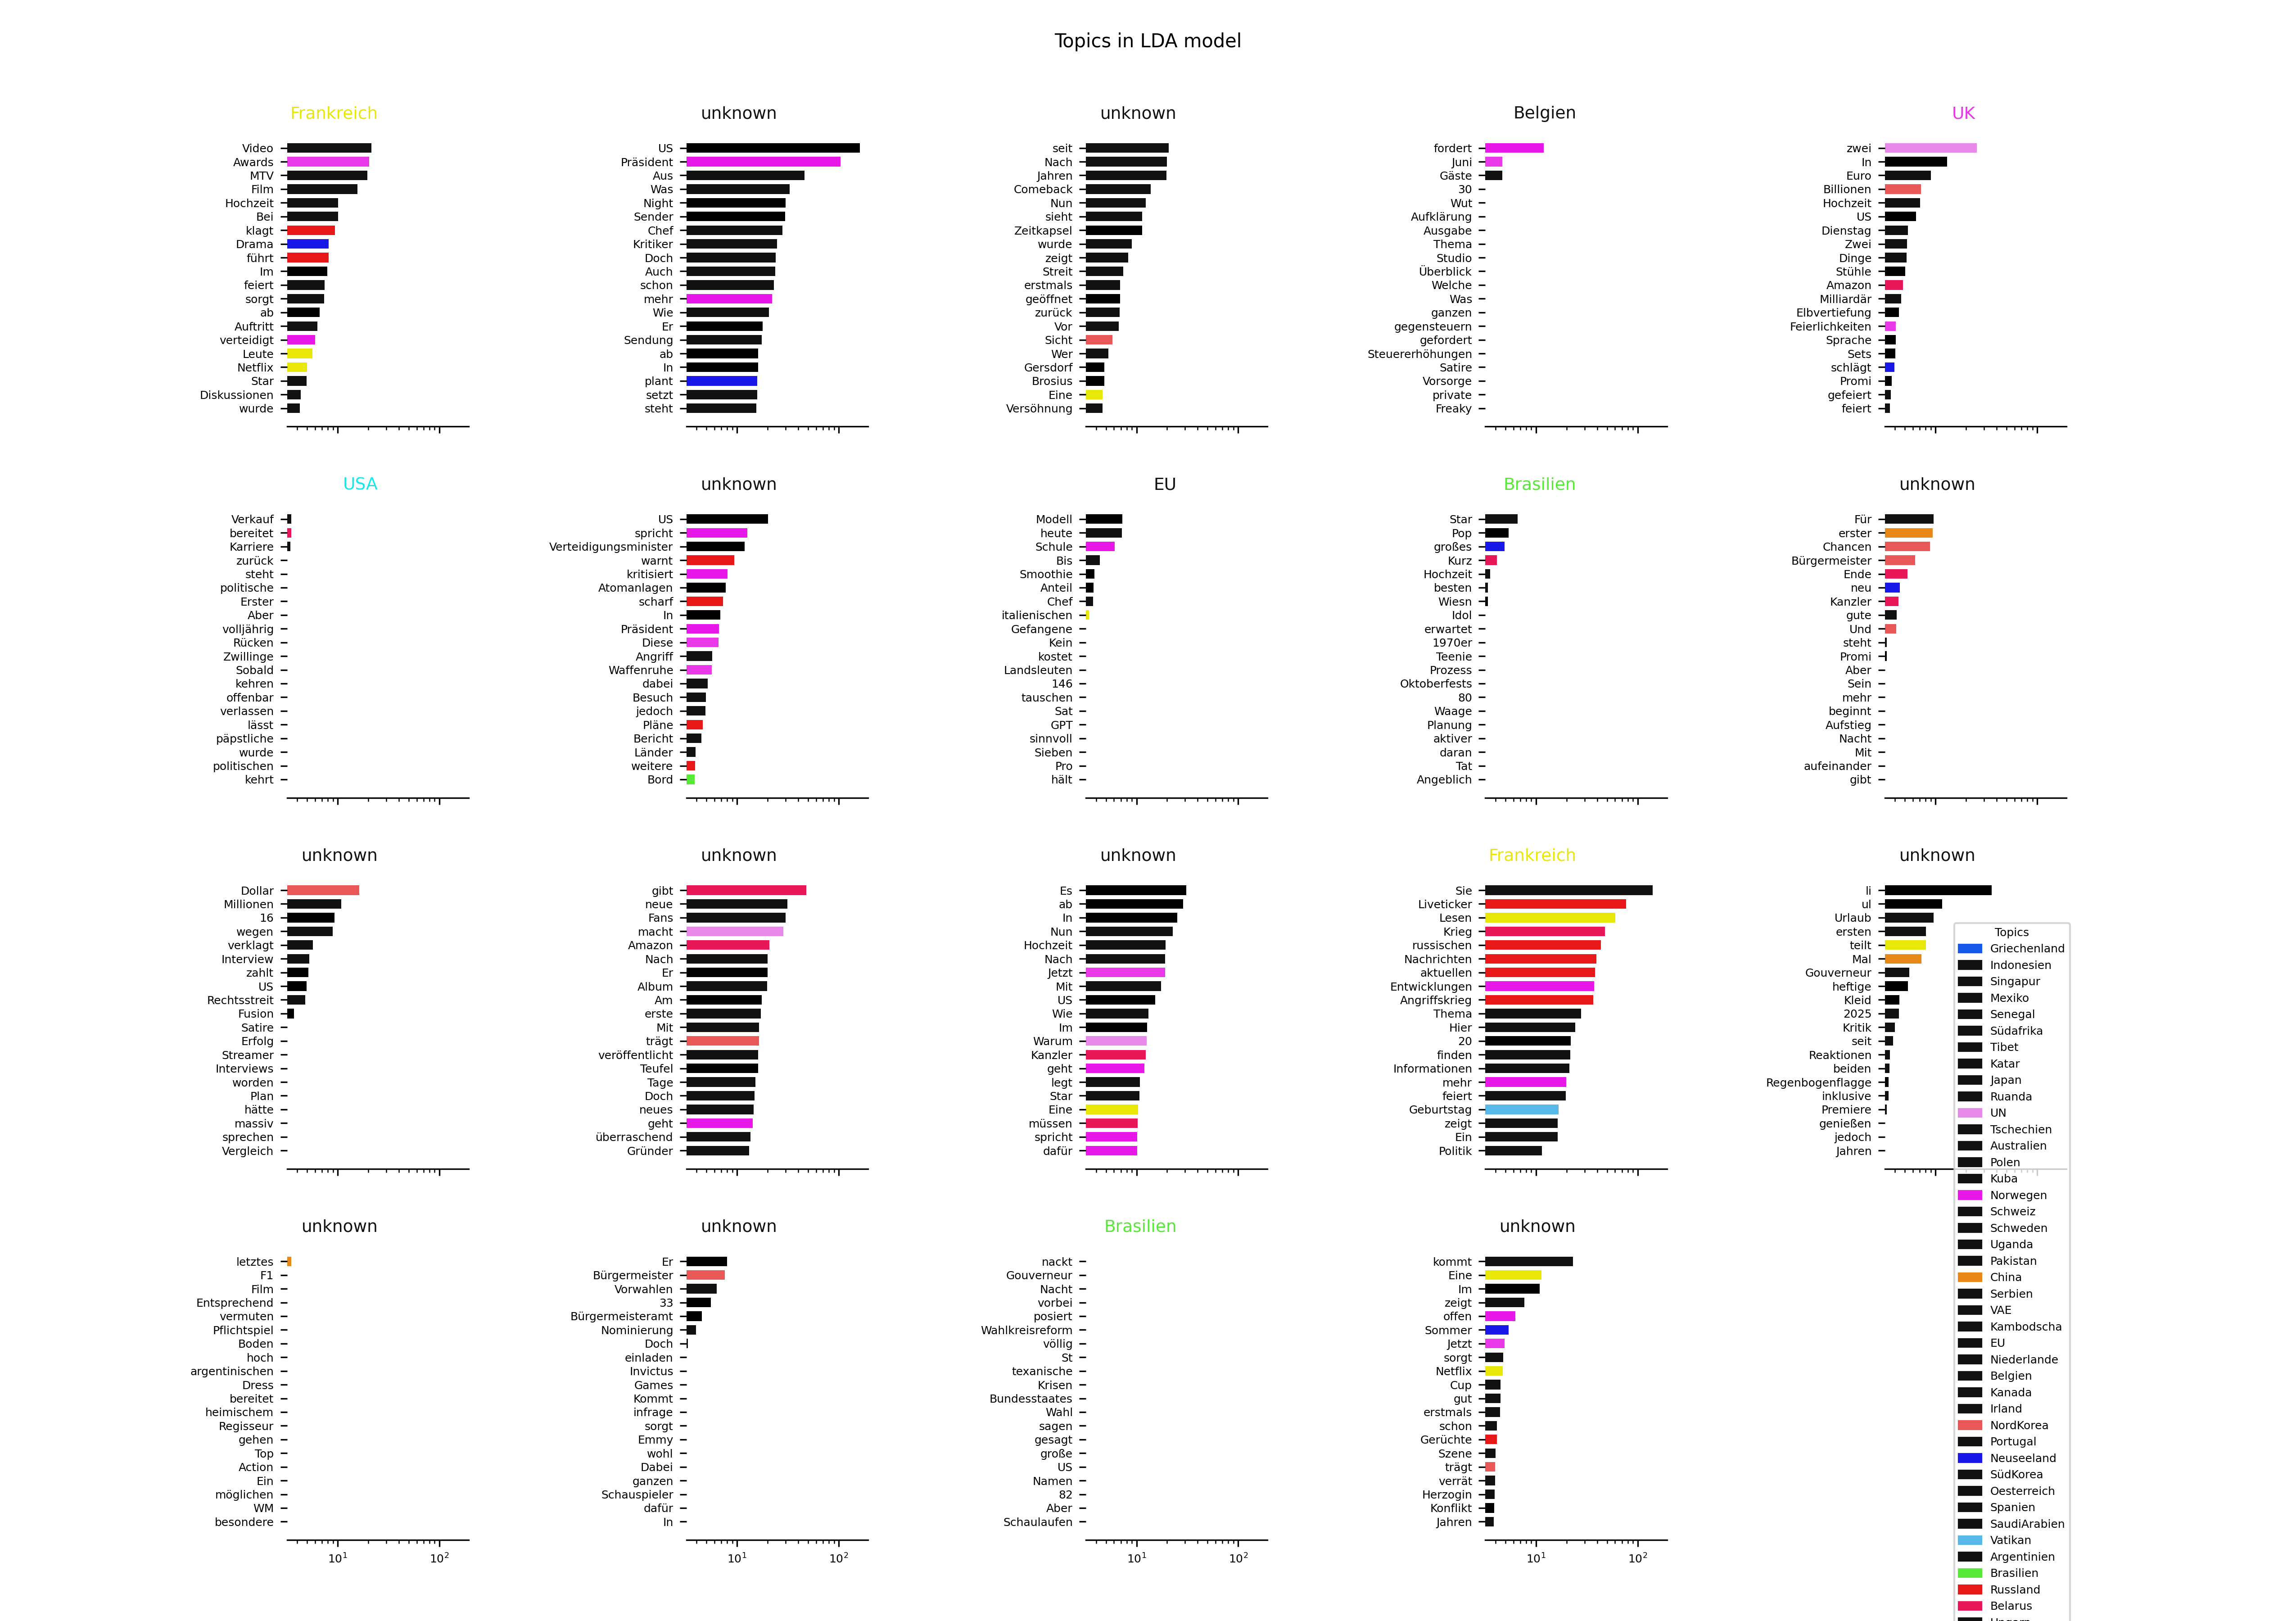 Topics in LDA model
Frankreich
Video
Awards
MTV
Film
Hochzeit
Bei
klagt
Drama
führt
Im
feiert
sorgt
ab
Auftritt
verteidigt
Leute
Netflix
Star
Diskussionen
wurde
unknown
US
Präsident
Aus
Was
Night
Sender
Chef
Kritiker
Doch
Auch
schon
mehr
Wie
Er
Sendung
ab
In
plant
setzt
steht
unknown
seit
Nach
Jahren
Comeback
Nun
sieht
Zeitkapsel
wurde
zeigt
Streit
erstmals
geöffnet
zurück
Vor
Sicht
Wer
Gersdorf
Brosius
Eine
Versöhnung
Belgien
fordert
Juni
Gäste
30
Wut
Aufklärung
Ausgabe
Thema
Studio
Überblick
Welche
Was
ganzen
gegensteuern
gefordert
Steuererhöhungen
Satire
Vorsorge
private
Freaky
UK
zwei
In
Euro
Billionen
Hochzeit
US
Dienstag
Zwei
Dinge
Stühle
Amazon
Milliardär
Elbvertiefung
Feierlichkeiten
Sprache
Sets
schlägt
Promi
gefeiert
feiert
USA
Verkauf
bereitet
Karriere
zurück
steht
politische
Erster
Aber
volljährig
Rücken
Zwillinge
Sobald
kehren
offenbar
verlassen
lässt
päpstliche
wurde
politischen
kehrt
unknown
US
spricht
Verteidigungsminister
warnt
kritisiert
Atomanlagen
scharf
In
Präsident
Diese
Angriff
Waffenruhe
dabei
Besuch
jedoch
Pläne
Bericht
Länder
weitere
Bord
EU
Modell
heute
Schule
Bis
Smoothie
Anteil
Chef
italienischen
Gefangene
Kein
kostet
Landsleuten
146
tauschen
Sat
GPT
sinnvoll
Sieben
Pro
hält
Brasilien
Star
Pop
großes
Kurz
Hochzeit
besten
Wiesn
Idol
erwartet
1970er
Teenie
Prozess
Oktoberfests
80
Waage
Planung
aktiver
daran
Tat
Angeblich
unknown
Für
erster
Chancen
Bürgermeister
Ende
neu
Kanzler
gute
Und
steht
Promi
Aber
Sein
mehr
beginnt
Aufstieg
Nacht
Mit
aufeinander
gibt
unknown
Dollar
Millionen
16
wegen
verklagt
Interview
zahlt
US
Rechtsstreit
Fusion
Satire
Erfolg
Streamer
Interviews
worden
Plan
hätte
massiv
sprechen
Vergleich
unknown
gibt
neue
Fans
macht
Amazon
Nach
Er
Album
Am
erste
Mit
trägt
veröffentlicht
Teufel
Tage
Doch
neues
geht
überraschend
Gründer
unknown
Es
ab
In
Nun
Hochzeit
Nach
Jetzt
Mit
US
Wie
Im
Warum
Kanzler
geht
legt
Star
Eine
müssen
spricht
dafür
Frankreich
Sie
Liveticker
Lesen
Krieg
russischen
Nachrichten
aktuellen
Entwicklungen
Angriffskrieg
Thema
Hier
20
finden
Informationen
mehr
feiert
Geburtstag
zeigt
Ein
Politik
unknown
li
ul
Urlaub
ersten
teilt
Mal
Gouverneur
heftige
Kleid
2025
Kritik
seit
Reaktionen
beiden
Regenbogenflagge
inklusive
Premiere
genießen
jedoch
Jahren
unknown
letztes
F1
Film
Entsprechend
vermuten
Pflichtspiel
Boden
hoch
argentinischen
Dress
bereitet
heimischem
Regisseur
gehen
Top
Action
Ein
möglichen
WM
besondere
10¹ 10²
unknown
Er
Bürgermeister
Vorwahlen
33
Bürgermeisteramt
Nominierung
Doch
einladen
Invictus
Games
Kommt
infrage
sorgt
Emmy
wohl
Dabei
ganzen
Schauspieler
dafür
In
10¹ 10²
Brasilien
nackt
Gouverneur
Nacht
vorbei
posiert
Wahlkreisreform
völlig
St
texanische
Krisen
Bundesstaates
Wahl
sagen
gesagt
große
US
Namen
82
Aber
Schaulaufen
10¹ 10²
unknown
kommt
Eine
Im
zeigt
offen
Sommer
Jetzt
sorgt
Netflix
Cup
gut
erstmals
schon
Gerüchte
Szene
trägt
verrät
Herzogin
Konflikt
Jahren
10¹ 10²
Topics
Griechenland
Indonesien
Singapur
Mexiko
Senegal
Südafrika
Tibet
Katar
Japan
Ruanda
UN
Tschechien
Australien
Polen
Kuba
Norwegen
Schweiz
Schweden
Uganda
Pakistan
China
Serbien
VAE
Kambodscha
EU
Niederlande
Belgien
Kanada
Irland
NordKorea
Portugal
Neuseeland
SüdKorea
Oesterreich
Spanien
SaudiArabien
Vatikan
Argentinien
Brasilien
Russland
Belarus